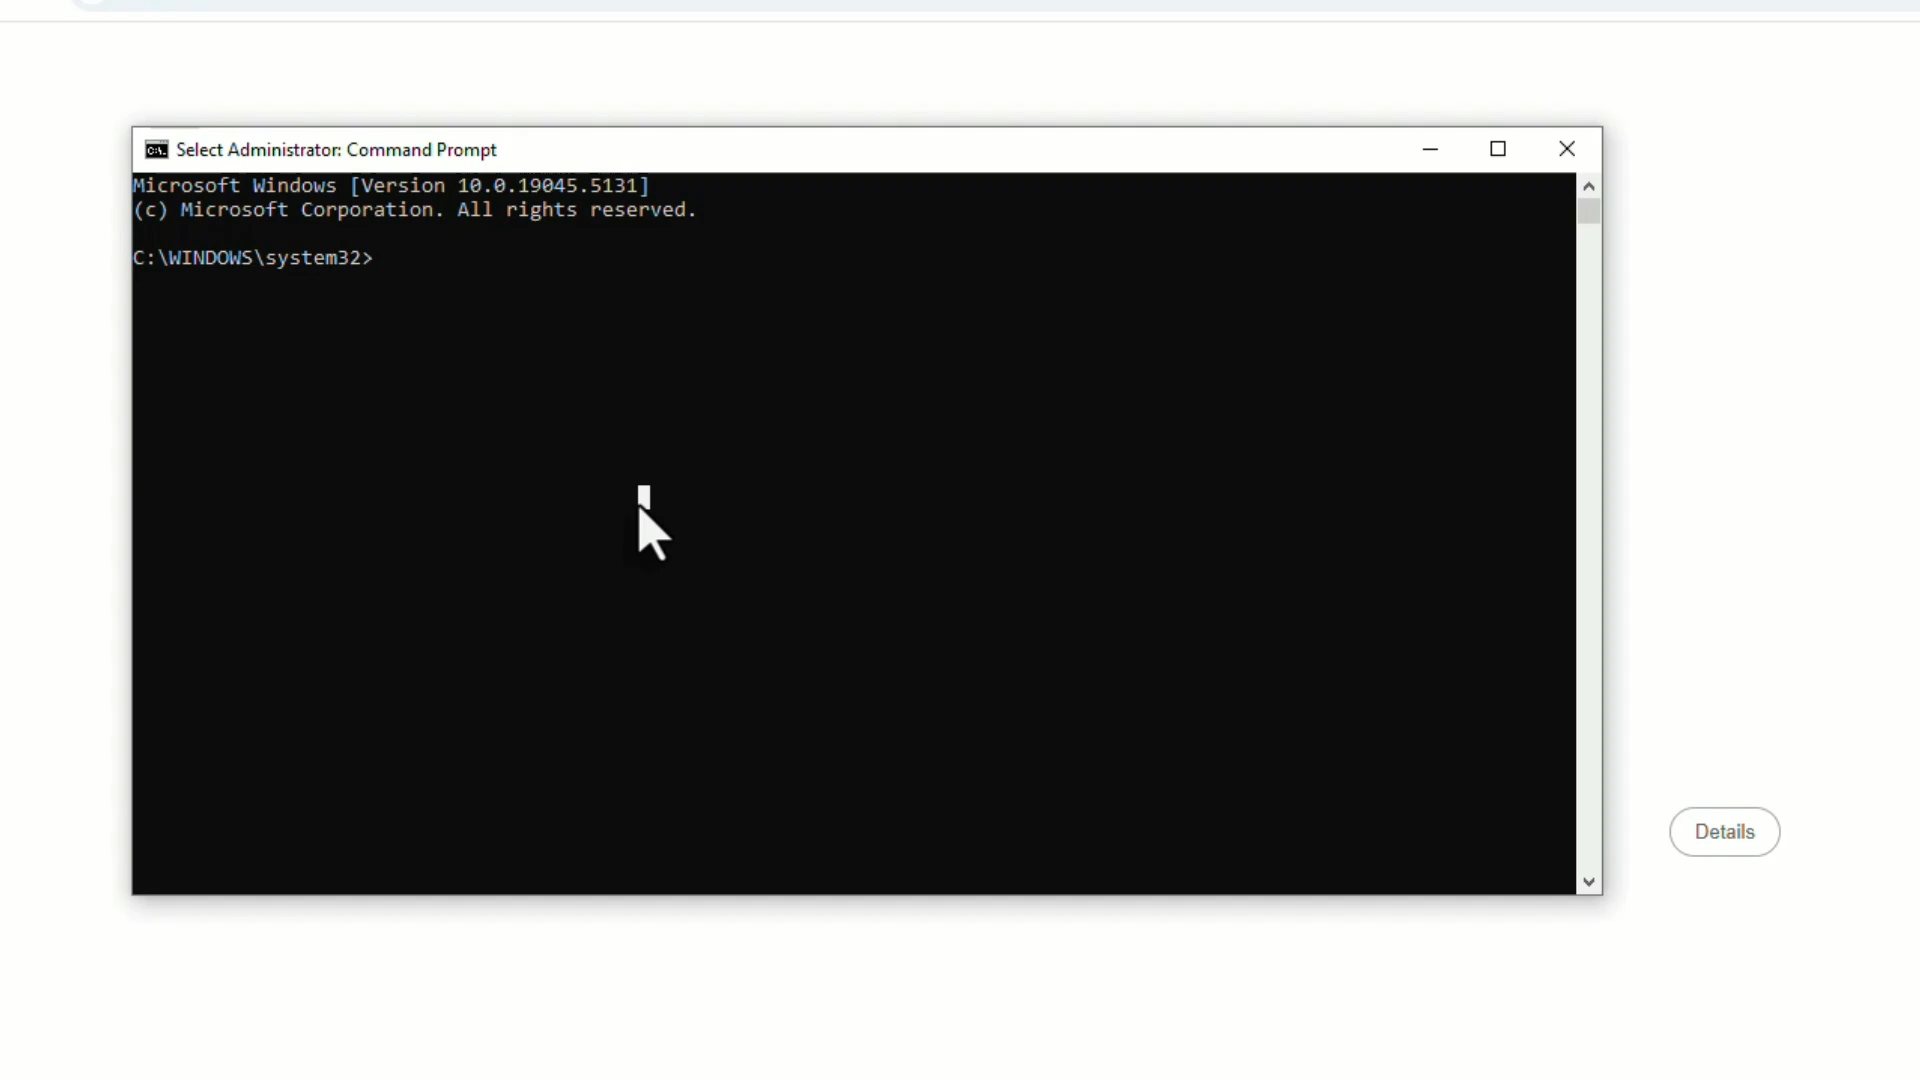 Select Administrator: Command Prompt
Microsoft Windows [Version 10.0.19045.5131]
(c) Microsoft Corporation. All rights reserved.
C:\WINDOWS\system32>
Details